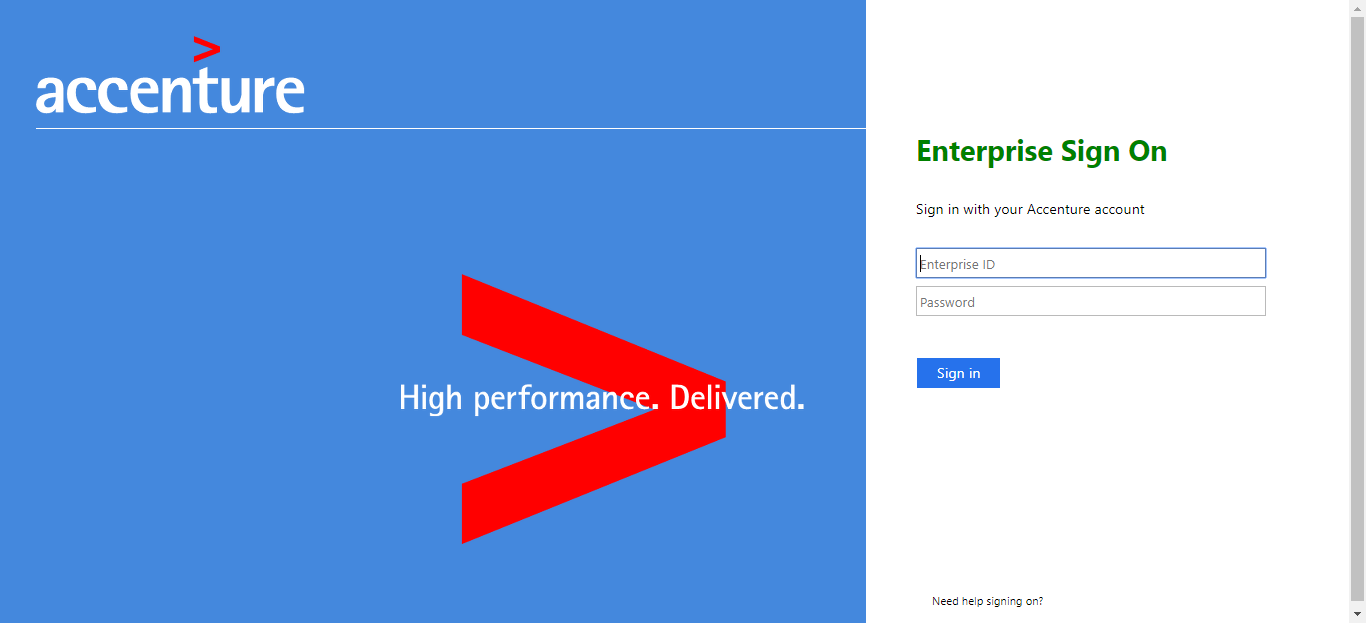 >
accenture
High performance. Delivered.
Enterprise Sign On
Sign in with your Accenture account
Enterprise ID
Password
Sign in
Need help signing on?